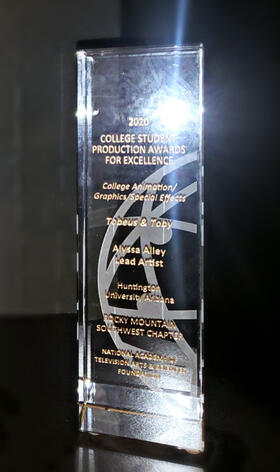 2020
COLLEGE STUDENT
PRODUCTION AWARDS
FOR EXCELLENCE
College Animation/
Graphics/Special Effects
Tobeus & Toby
Alyssa Alley
Lead Artist
Huntington
University/Arizona
ROCKY MOUNTAIN
SOUTHWEST CHAPTER
NATIONAL ACADEMY OF
TELEVISION ARTS &
FOUNDATION